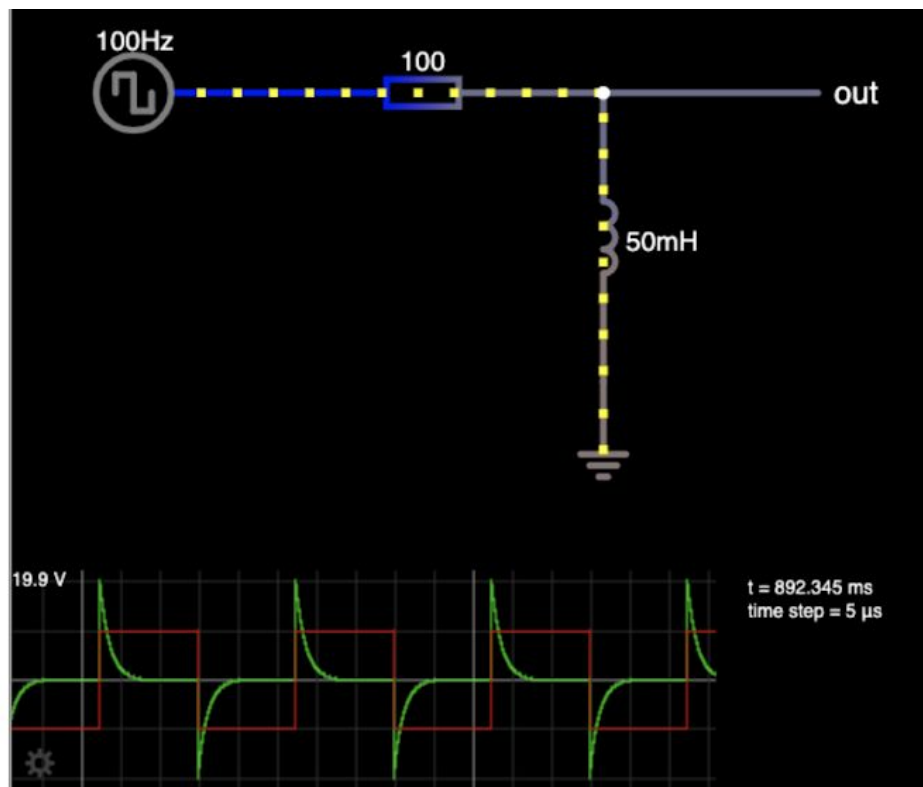 100Hz
100
out
50mH
19.9 V
t = 892.345 ms
time step = 5 µs